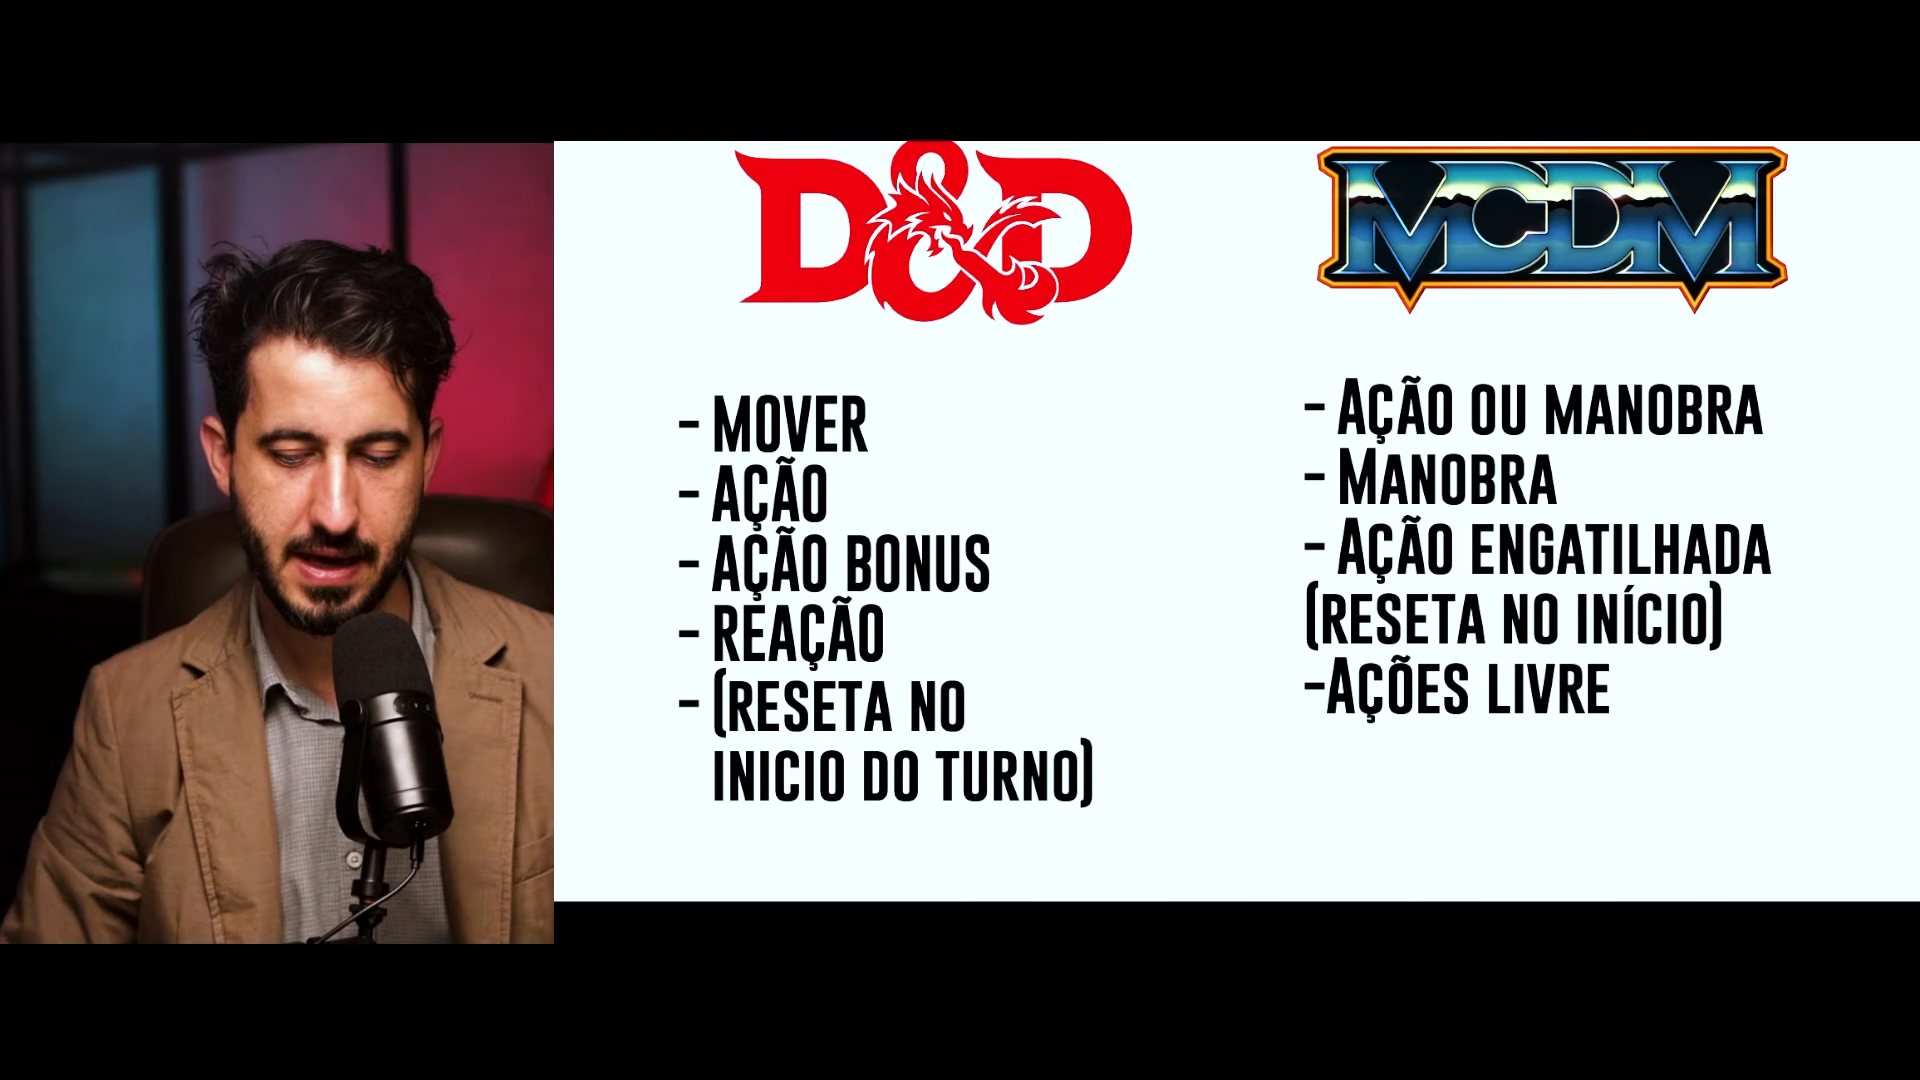 D&D
- MOVER
- AÇÃO
- AÇÃO BONUS
- REAÇÃO
- (RESETA NO
INICIO DO TURNO)
MCDM
- AÇÃO OU MANOBRA
- MANOBRA
- AÇÃO ENGATILHADA
(RESETA NO INÍCIO)
-AÇÕES LIVRE